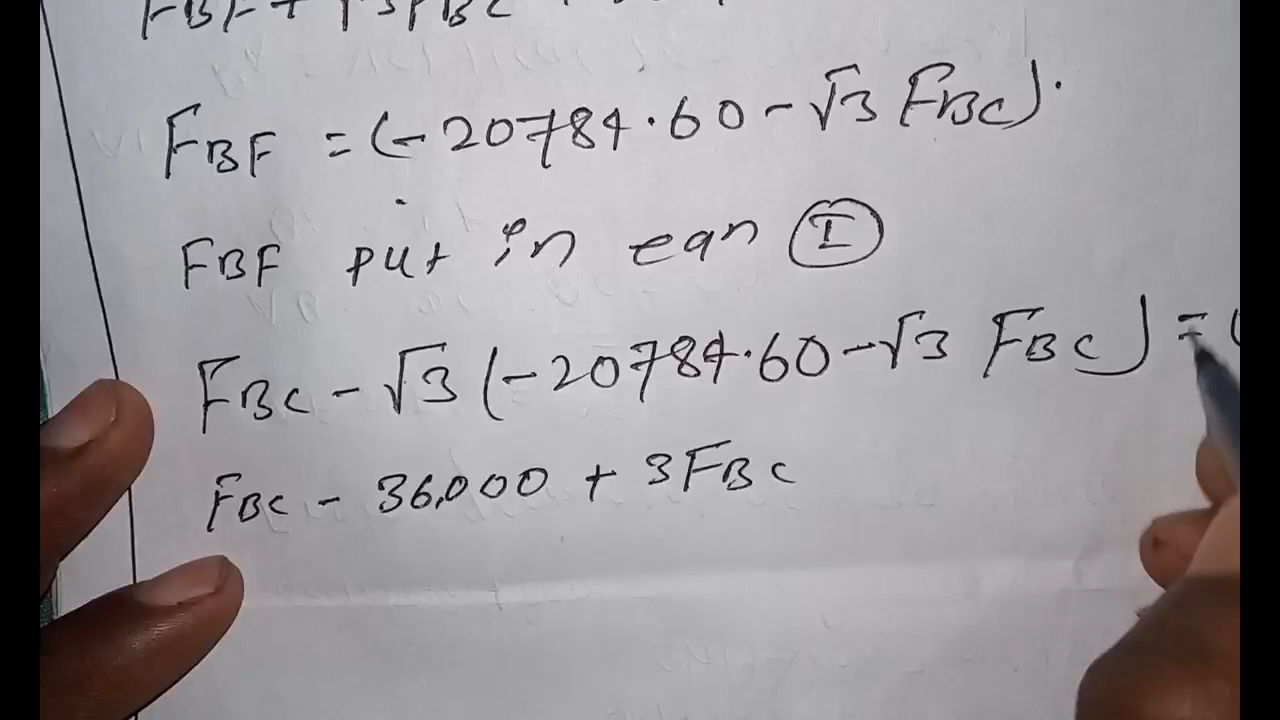 FBF = (-20784.60 - √3 FBC).
FBF put in eqn (I)
FBC - √3 (-20784.60 - √3 FBC) =
FBC - 36,000 + 3FBC